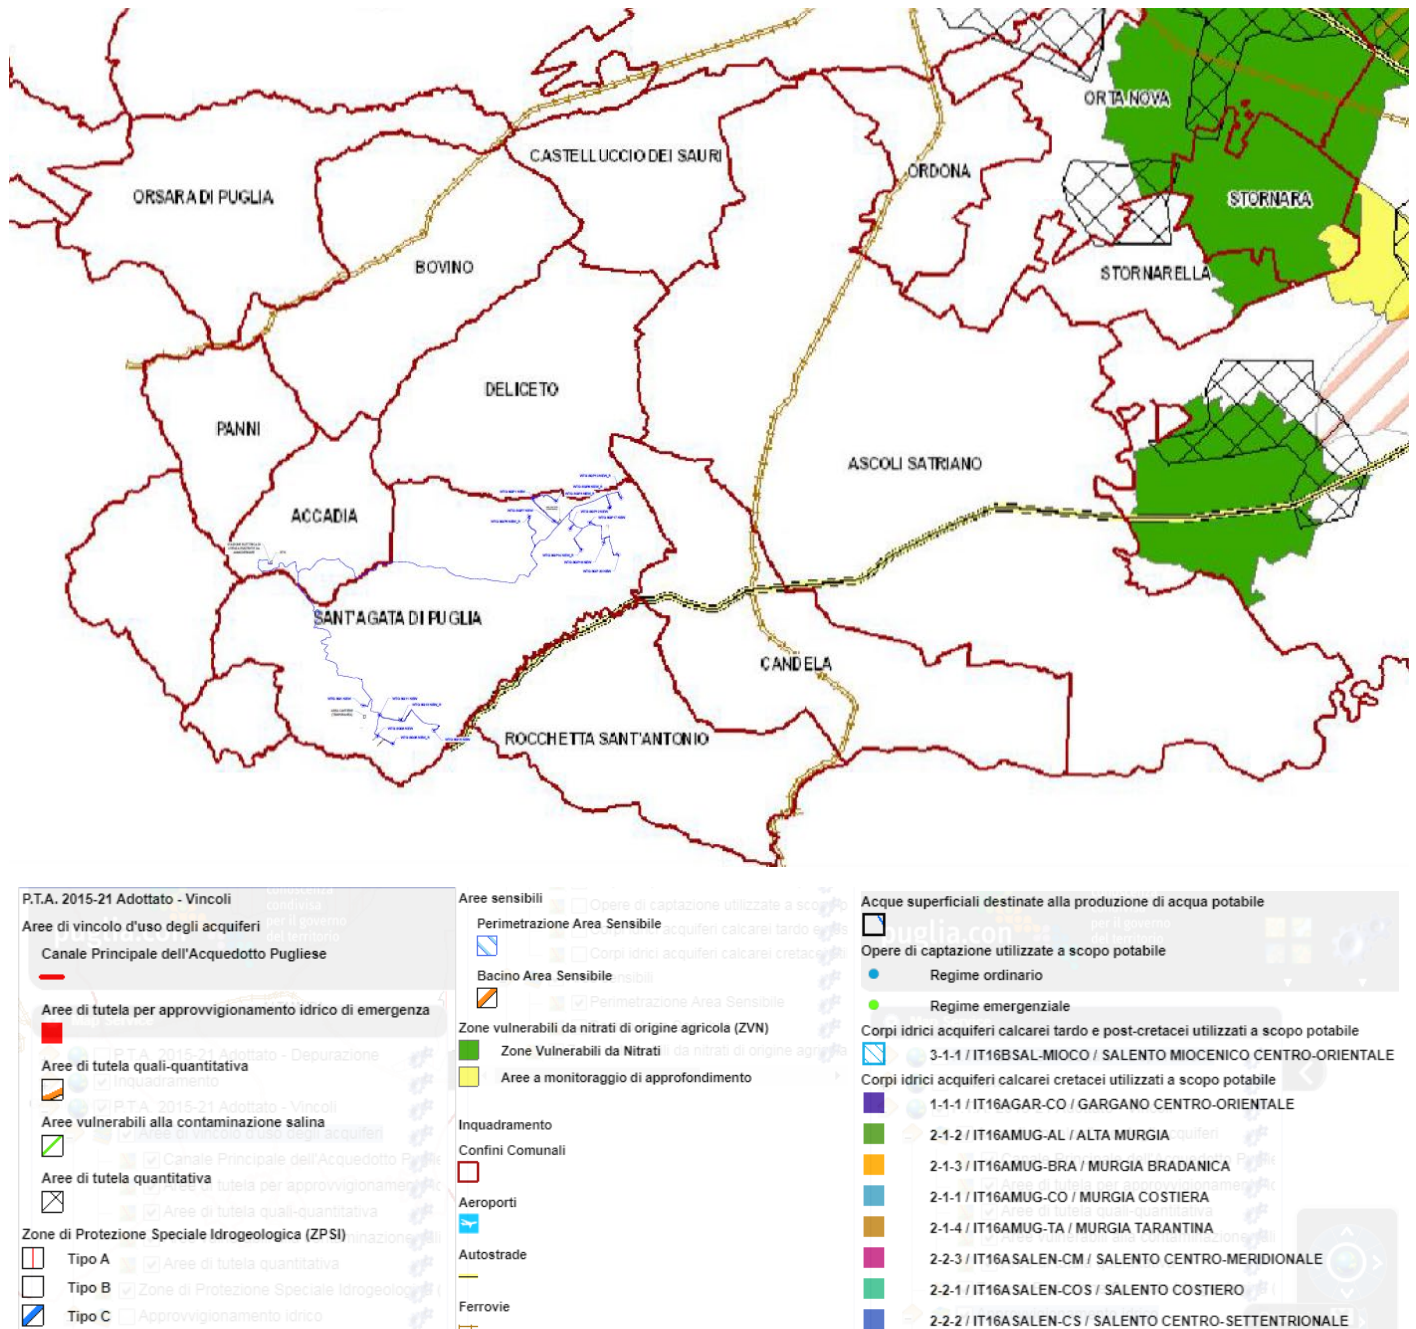 ORTA NOVA
CASTELLUCCIO DEI SAURI
ORDONA
ORSARA DI PUGLIA
STORNARA
BOVINO
STORNARELLA
DELICETO
PANNI
ASCOLI SATRIANO
ACCADIA
SANT'AGATA DI PUGLIA
CANDELA
ROCCHETTA SANT'ANTONIO
P.T.A. 2015-21 Adottato - Vincoli
Aree di vincolo d'uso degli acquiferi
Canale Principale dell'Acquedotto Pugliese
Aree di tutela per approvvigionamento idrico di emergenza
Aree di tutela quali-quantitativa
Aree vulnerabili alla contaminazione salina
Aree di tutela quantitativa
Zone di Protezione Speciale Idrogeologica (ZPSI)
Tipo A
Tipo B
Tipo C
Aree sensibili
Perimetrazione Area Sensibile
Bacino Area Sensibile
Zone vulnerabili da nitrati di origine agricola (ZVN)
Zone Vulnerabili da Nitrati
Aree a monitoraggio di approfondimento
Inquadramento
Confini Comunali
Aeroporti
Autostrade
Ferrovie
Acque superficiali destinate alla produzione di acqua potabile
Opere di captazione utilizzate a scopo potabile
Regime ordinario
Regime emergenziale
Corpi idrici acquiferi calcarei tardo e post-cretacei utilizzati a scopo potabile
3-1-1 / IT16BSAL-MIOCO / SALENTO MIOCENICO CENTRO-ORIENTALE
Corpi idrici acquiferi calcarei cretacei utilizzati a scopo potabile
1-1-1 / IT16AGAR-CO / GARGANO CENTRO-ORIENTALE
2-1-2 / IT16AMUG-AL / ALTA MURGIA
2-1-3 / IT16AMUG-BRA / MURGIA BRADANICA
2-1-1 / IT16AMUG-CO / MURGIA COSTIERA
2-1-4 / IT16AMUG-TA / MURGIA TARANTINA
2-2-3 / IT16ASALEN-CM / SALENTO CENTRO-MERIDIONALE
2-2-1 / IT16ASALEN-COS / SALENTO COSTIERO
2-2-2 / IT16ASALEN-CS / SALENTO CENTRO-SETTENTRIONALE